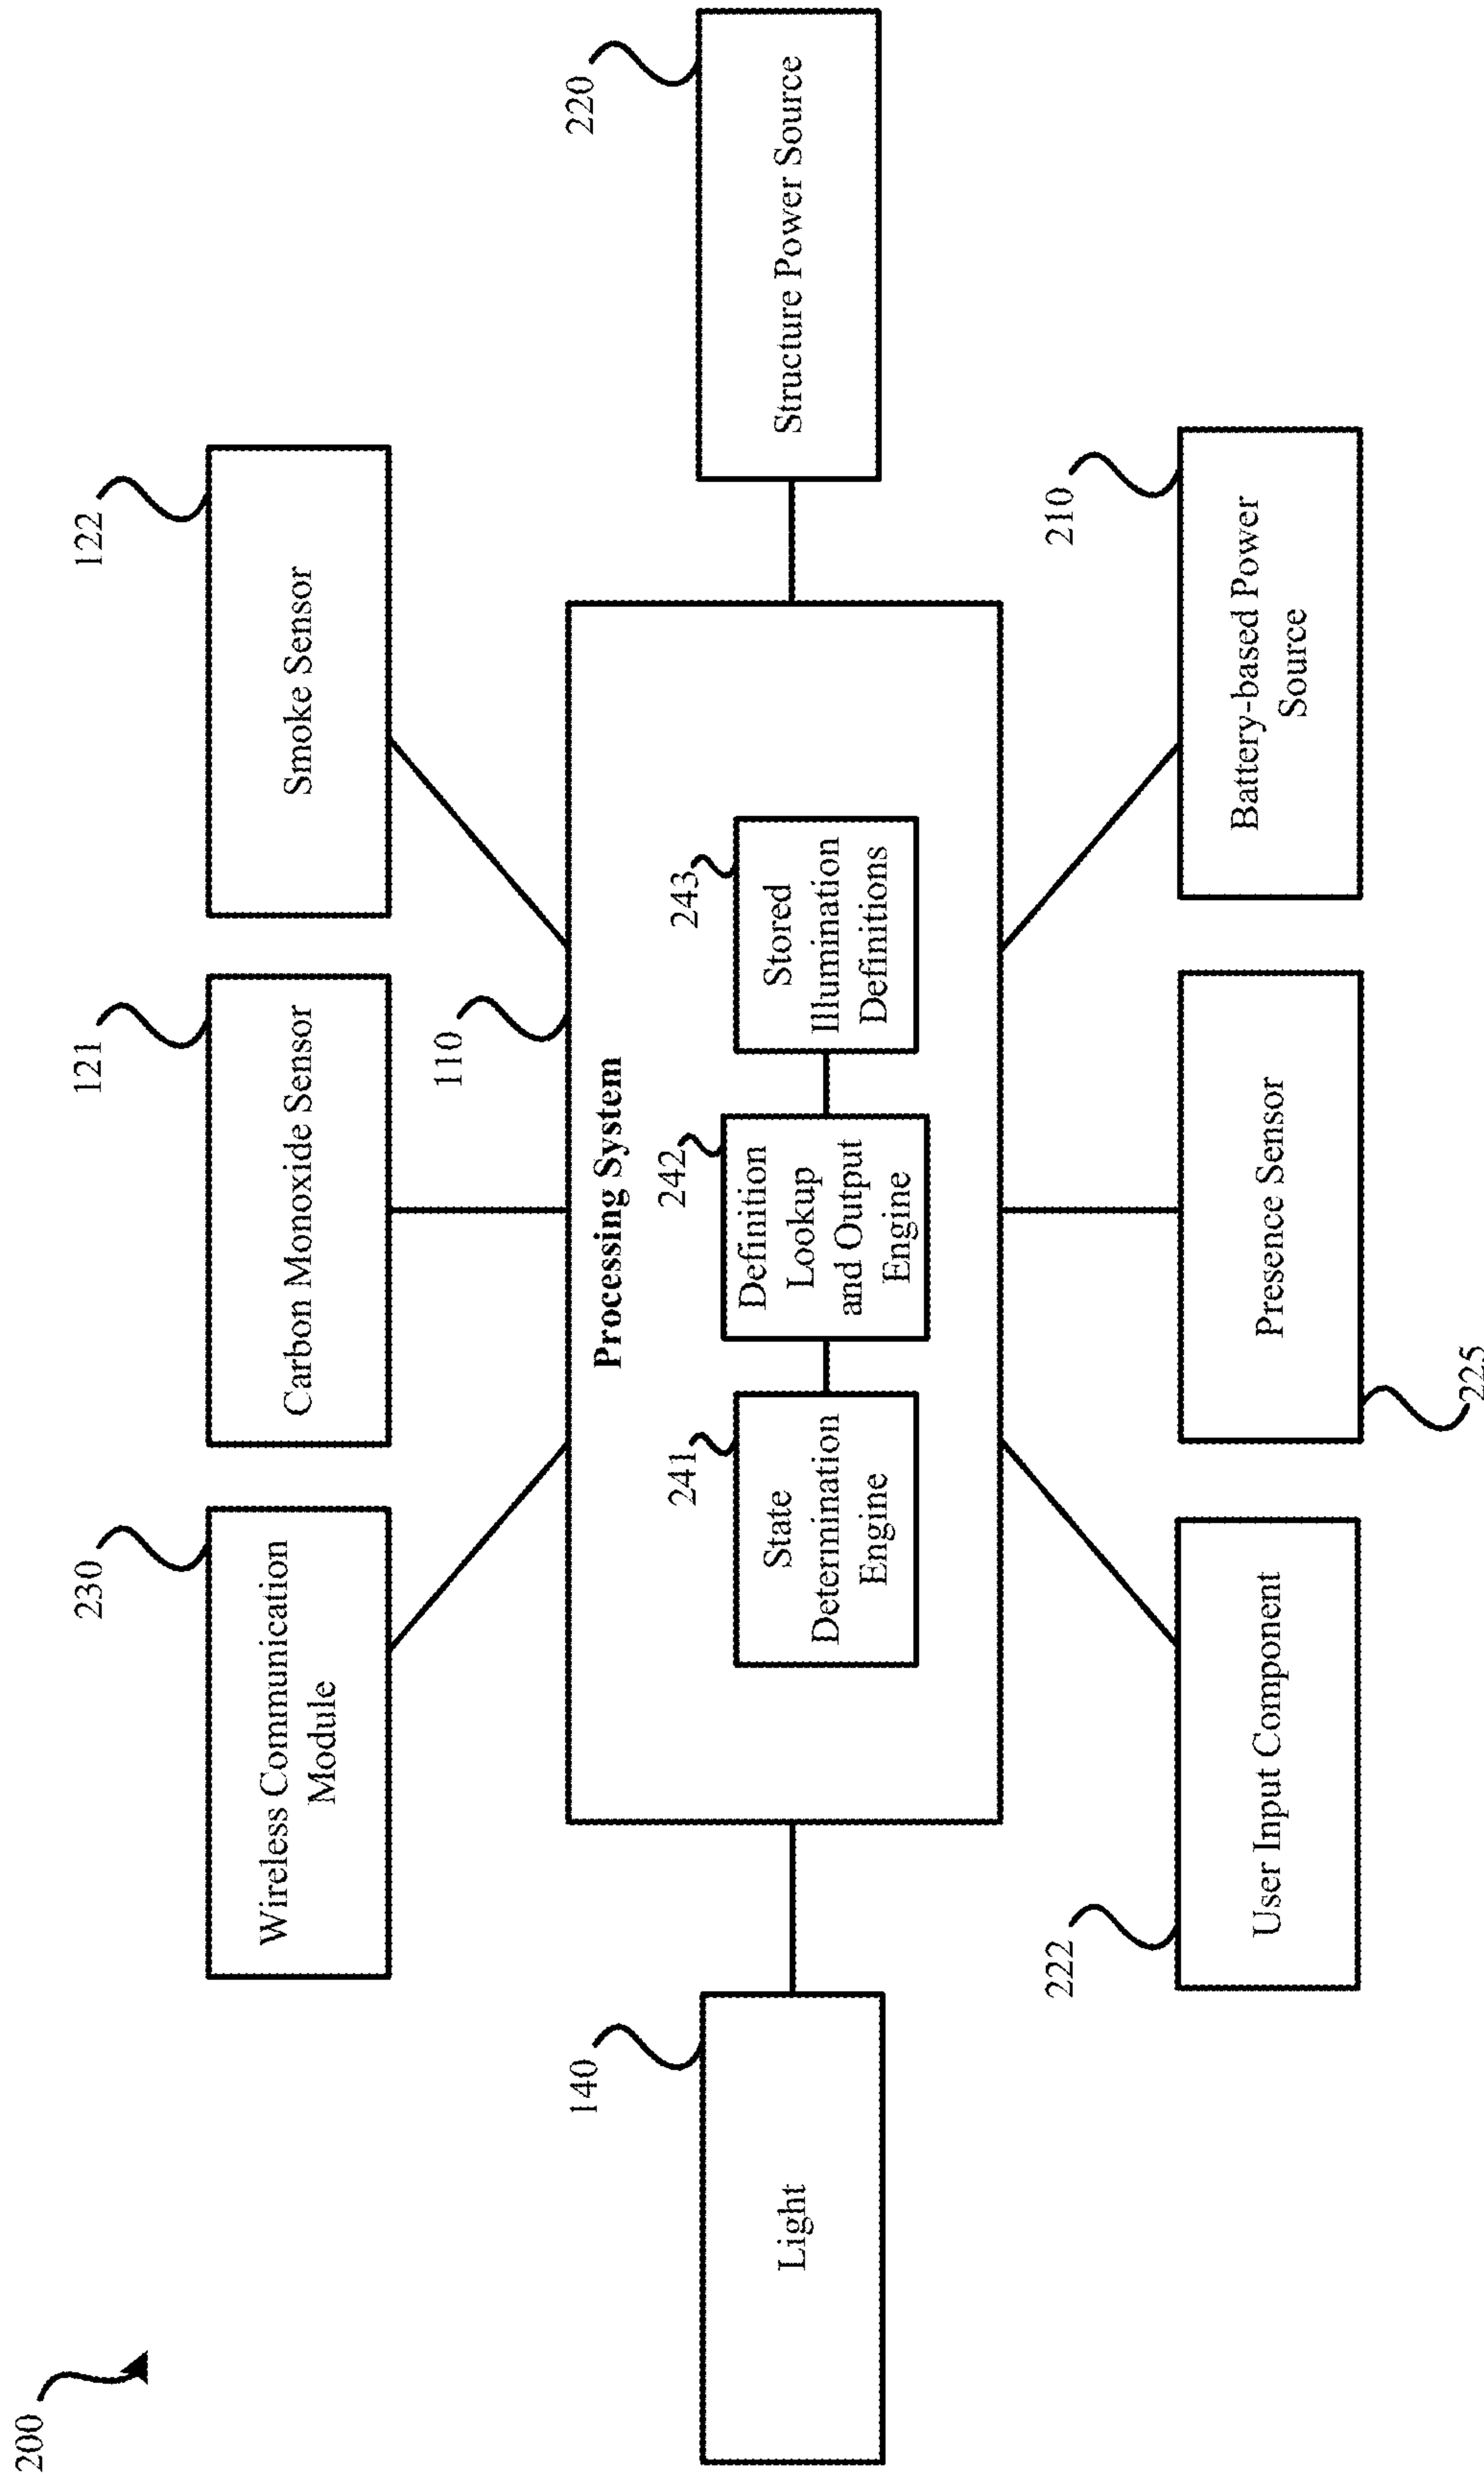 200
230
Wireless Communication
Module
121
Carbon Monoxide Sensor
122
Smoke Sensor
140
Light
110
Processing System
241
State
Determination
Engine
242
Definition
Lookup
and Output
Engine
243
Stored
Illumination
Definitions
220
Structure Power Source
222
User Input Component
Presence Sensor
225
210
Battery-based Power
Source